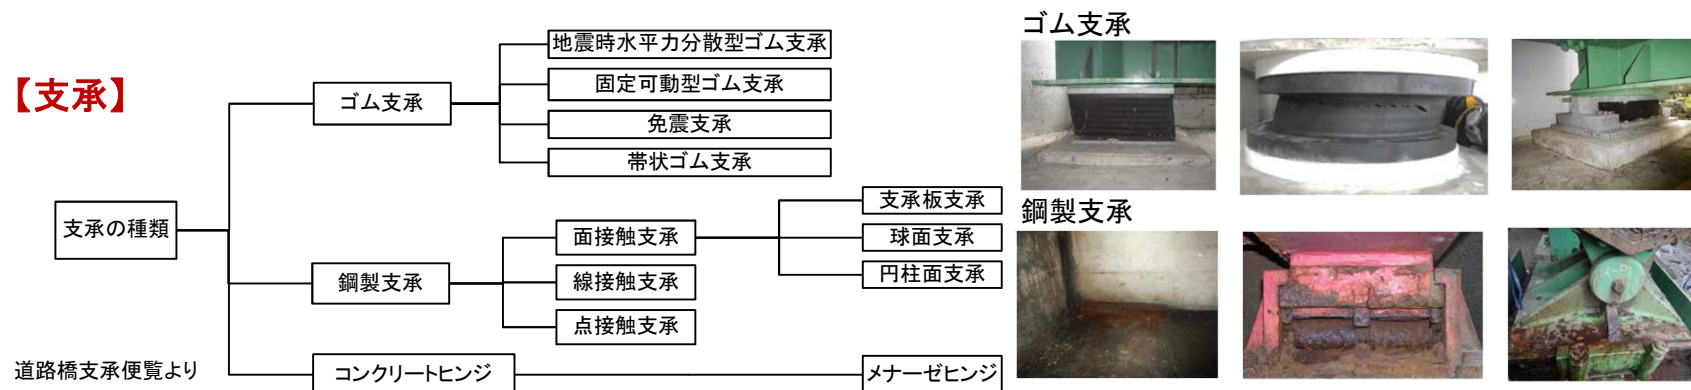 【支承】
支承の種類
ゴム支承
地震時水平力分散型ゴム支承
固定可動型ゴム支承
免震支承
帯状ゴム支承
鋼製支承
面接触支承
線接触支承
点接触支承
支承板支承
球面支承
円柱面支承
コンクリートヒンジ
メナーゼヒンジ
道路橋支承便覧より
ゴム支承
鋼製支承